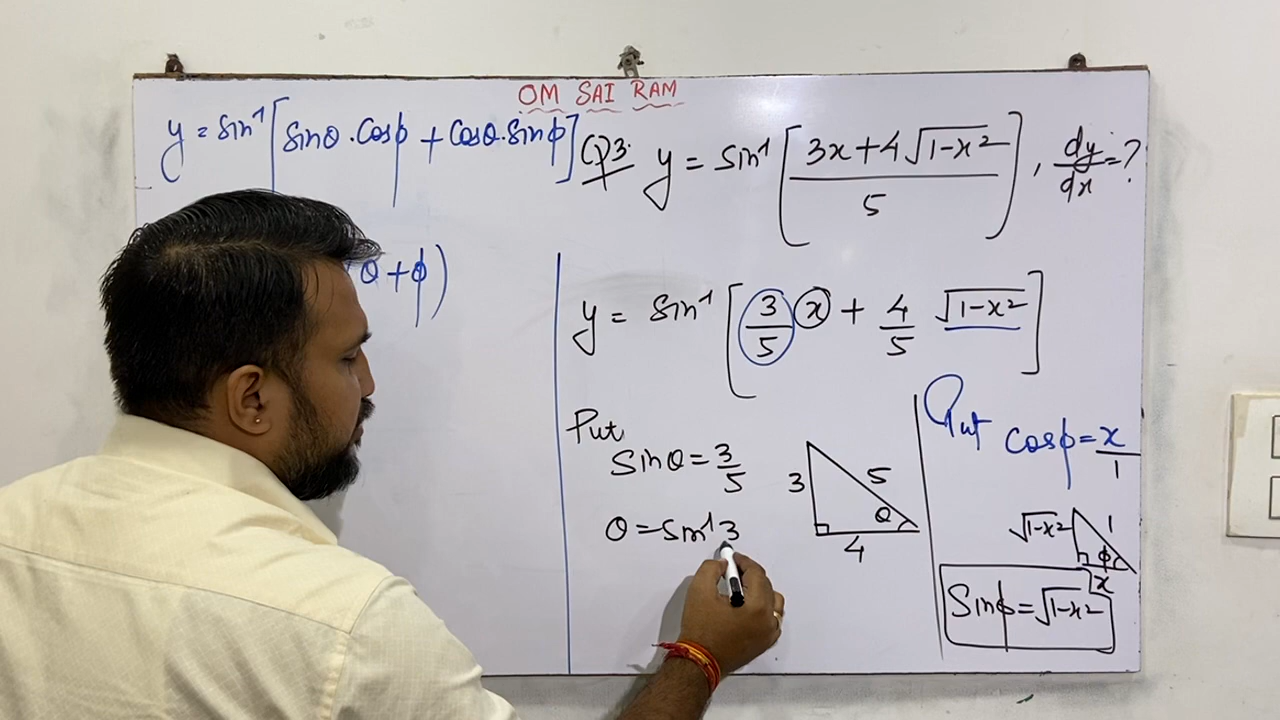 OM SAI RAM
y = Sin⁻¹[Sinθ.Cosϕ + Cosθ.Sinϕ]
θ + ϕ)
Q3. y = Sin⁻¹[(3x + 4√(1-x²))/5], dy/dx = ?
y = Sin⁻¹[3/5 x + 4/5 √(1-x²)]
Put
Sinθ = 3/5
θ = Sin⁻¹3
3
5
θ
4
Put Cosϕ = x/1
√(1-x²)
1
ϕ
x
Sinϕ = √(1-x²)